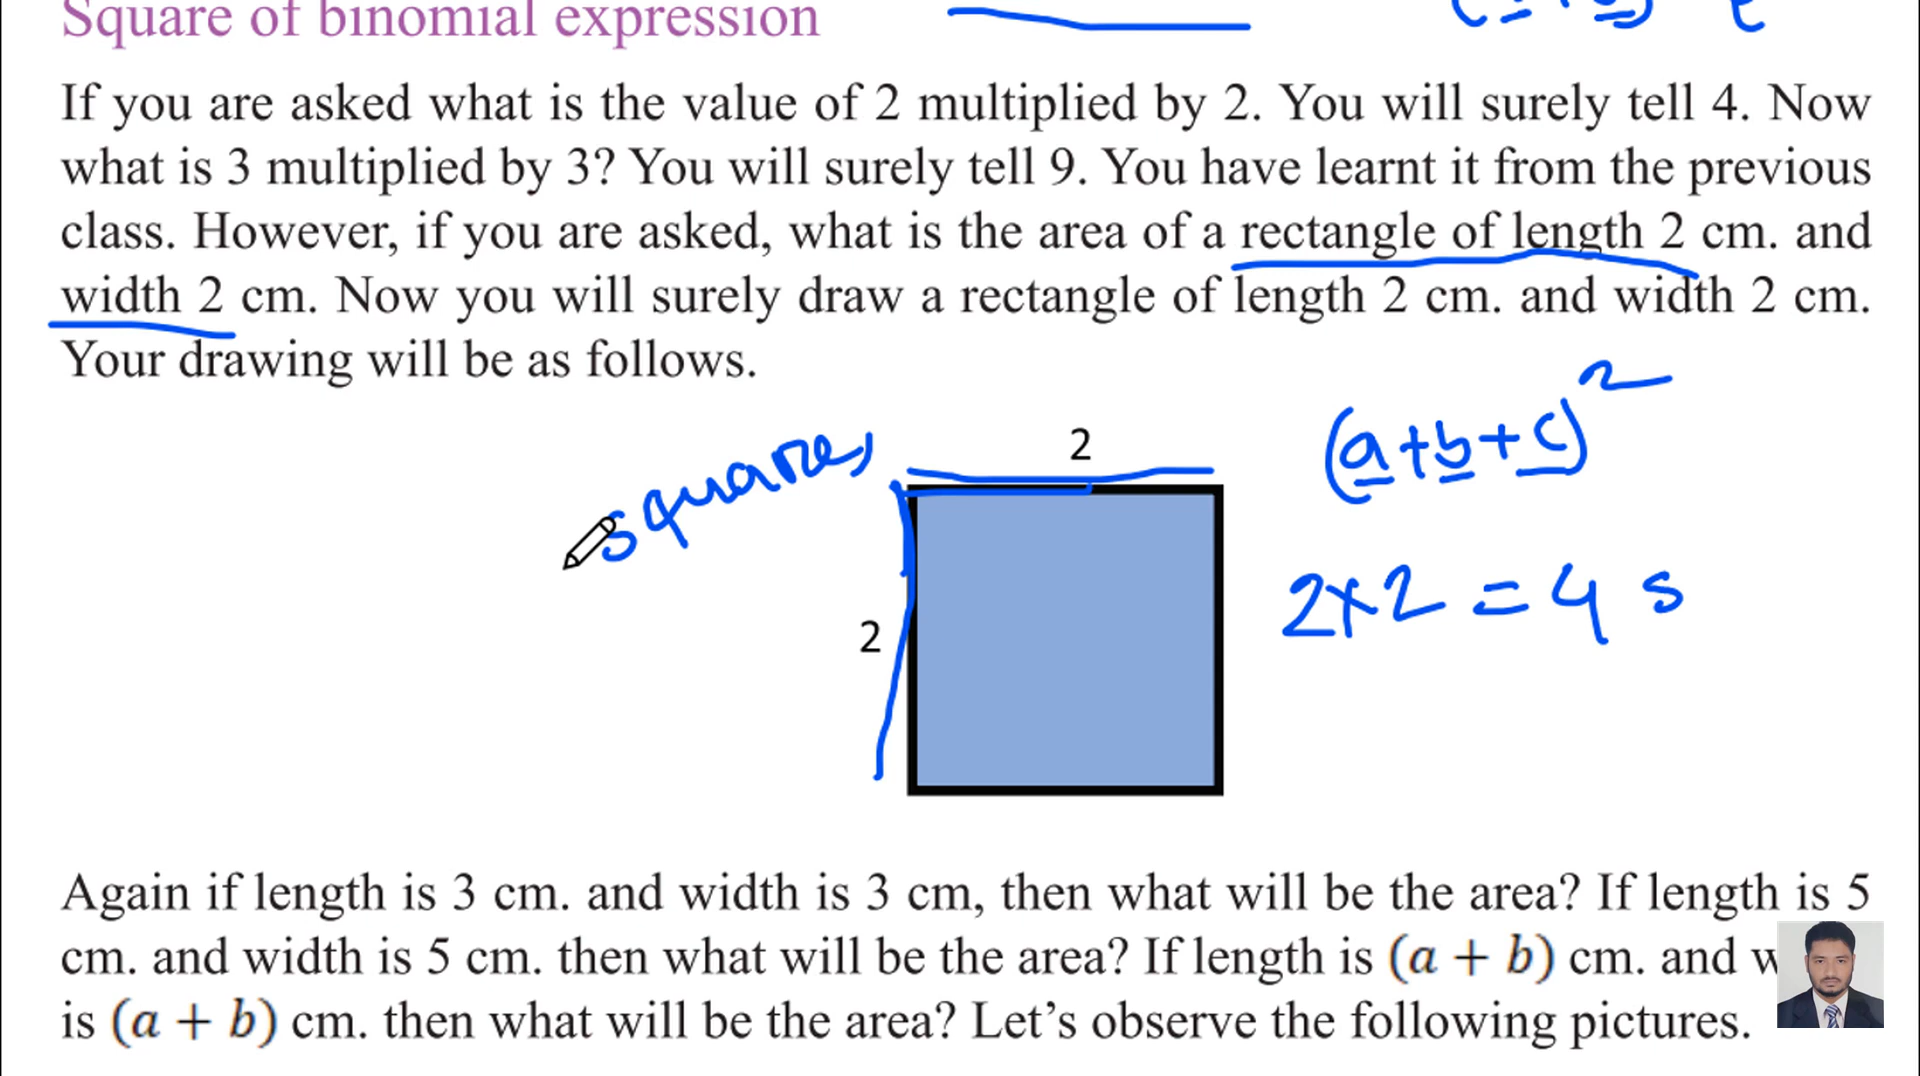 Square of binomial expression
If you are asked what is the value of 2 multiplied by 2. You will surely tell 4. Now
what is 3 multiplied by 3? You will surely tell 9. You have learnt it from the previous
class. However, if you are asked, what is the area of a rectangle of length 2 cm. and
width 2 cm. Now you will surely draw a rectangle of length 2 cm. and width 2 cm.
Your drawing will be as follows.
(a+b+c)²
2
squares
2×2 = 4 s
2
Again if length is 3 cm. and width is 3 cm, then what will be the area? If length is 5
cm. and width is 5 cm. then what will be the area? If length is (a + b) cm. and w
is (a + b) cm. then what will be the area? Let’s observe the following pictures.